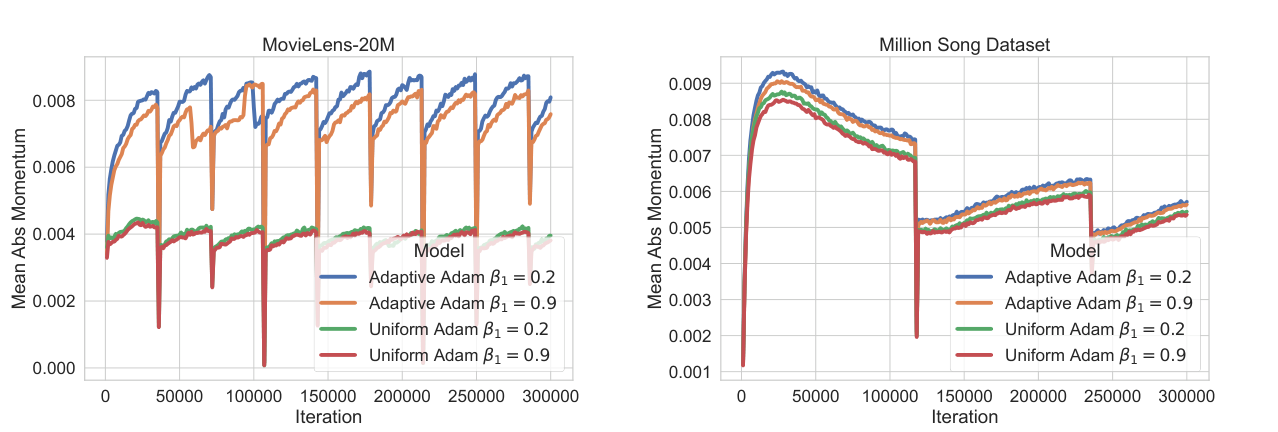 MovieLens-20M
Mean Abs Momentum
0.008
0.006
0.004
0.002
0.000
0
50000
100000
150000
200000
250000
300000
Iteration
Model
Adaptive Adam β₁ = 0.2
Adaptive Adam β₁ = 0.9
Uniform Adam β₁ = 0.2
Uniform Adam β₁ = 0.9
Million Song Dataset
Mean Abs Momentum
0.009
0.008
0.007
0.006
0.005
0.004
0.003
0.002
0.001
0
50000
100000
150000
200000
250000
300000
Iteration
Model
Adaptive Adam β₁ = 0.2
Adaptive Adam β₁ = 0.9
Uniform Adam β₁ = 0.2
Uniform Adam β₁ = 0.9